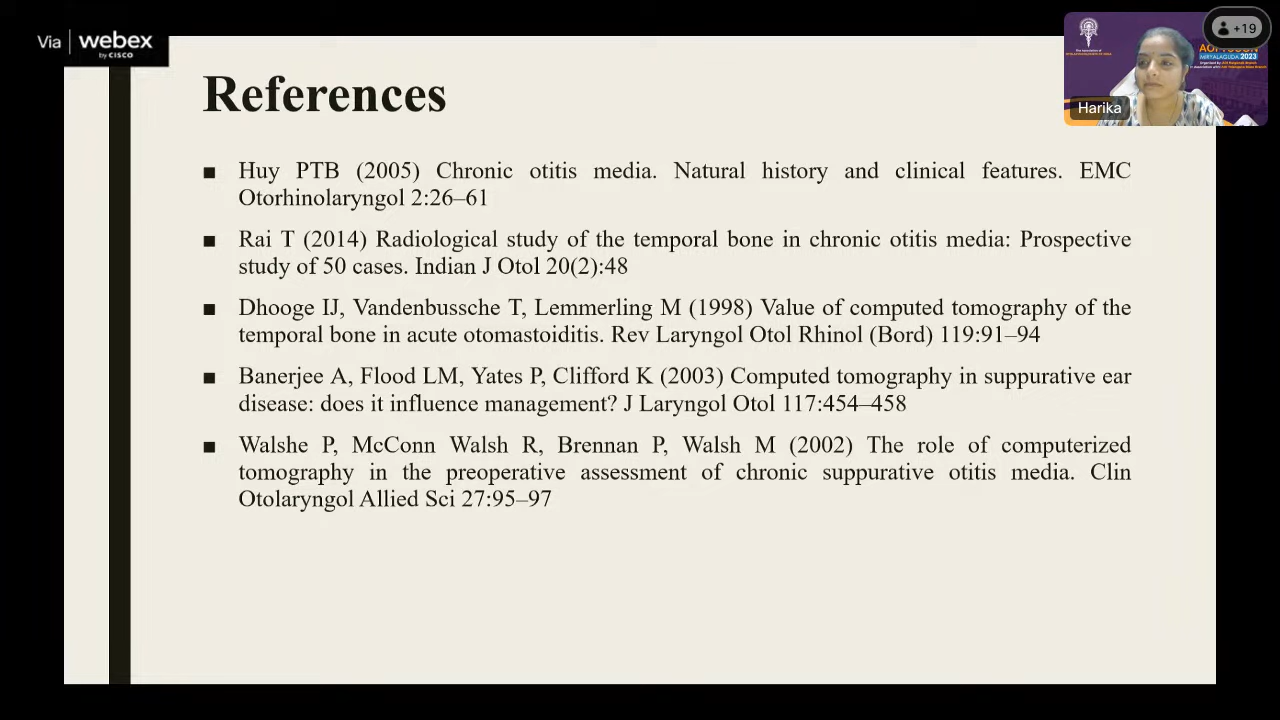 Via webex
by CISCO
+19
AOI TGCON
MIRYALAGUDA 2023
Harika
References
■ Huy PTB (2005) Chronic otitis media. Natural history and clinical features. EMC
Otorhinolaryngol 2:26–61
■ Rai T (2014) Radiological study of the temporal bone in chronic otitis media: Prospective
study of 50 cases. Indian J Otol 20(2):48
■ Dhooge IJ, Vandenbussche T, Lemmerling M (1998) Value of computed tomography of the
temporal bone in acute otomastoiditis. Rev Laryngol Otol Rhinol (Bord) 119:91–94
■ Banerjee A, Flood LM, Yates P, Clifford K (2003) Computed tomography in suppurative ear
disease: does it influence management? J Laryngol Otol 117:454–458
■ Walshe P, McConn Walsh R, Brennan P, Walsh M (2002) The role of computerized
tomography in the preoperative assessment of chronic suppurative otitis media. Clin
Otolaryngol Allied Sci 27:95–97